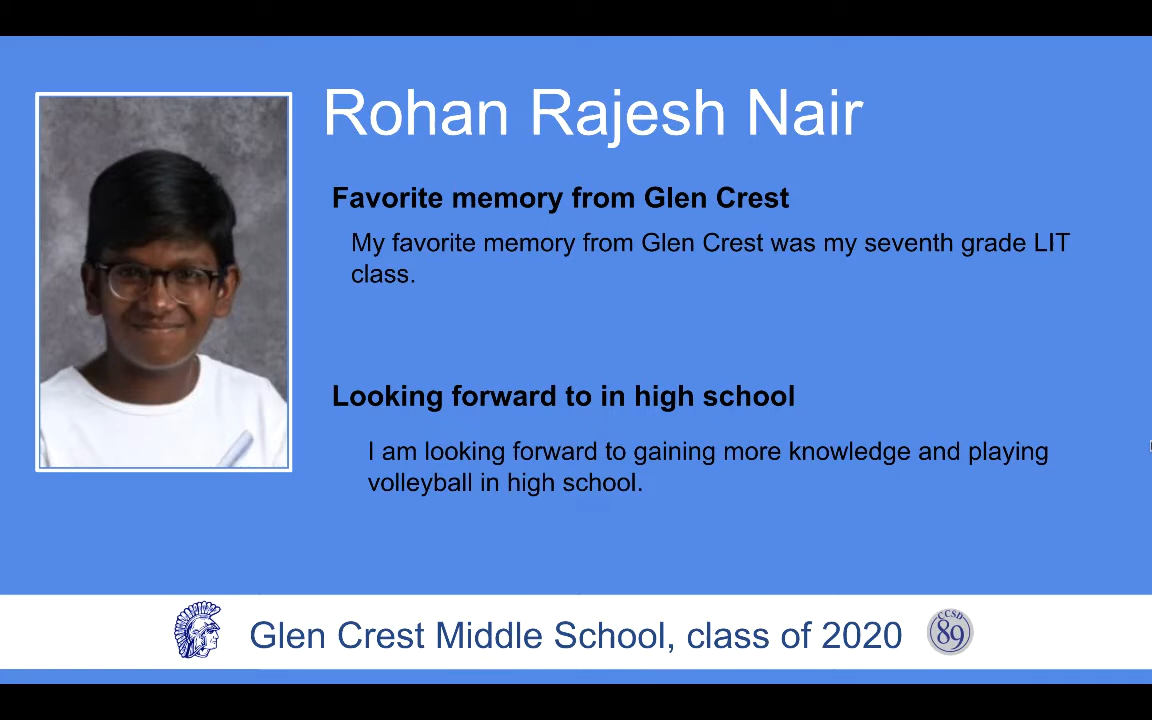 Rohan Rajesh Nair
Favorite memory from Glen Crest
My favorite memory from Glen Crest was my seventh grade LIT
class.
Looking forward to in high school
I am looking forward to gaining more knowledge and playing
volleyball in high school.
Glen Crest Middle School, class of 2020
CCSD
89